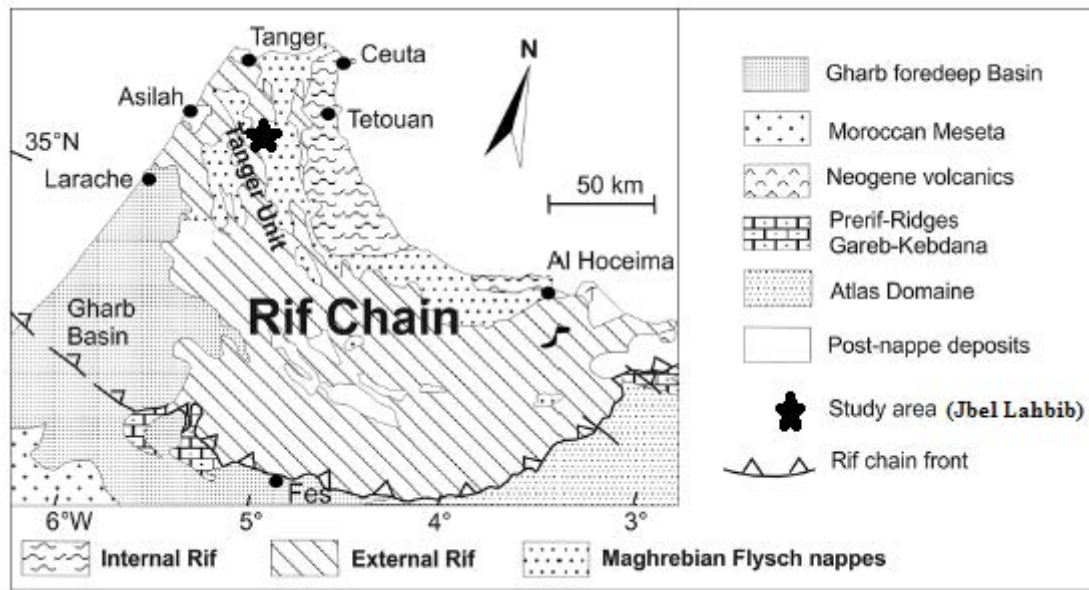 Tanger
Ceuta
N
Asilah
Tetouan
35°N
Larache
Tanger Unit
50 km
Al Hoceima
Rif Chain
Gharb
Basin
Fes
6°W
5°
4°
3°
Internal Rif
External Rif
Maghrebian Flysch nappes
Gharb foredeep Basin
Moroccan Meseta
Neogene volcanics
Prerif-Ridges
Gareb-Kebdana
Atlas Domaine
Post-nappe deposits
Study area (Jbel Lahbib)
Rif chain front